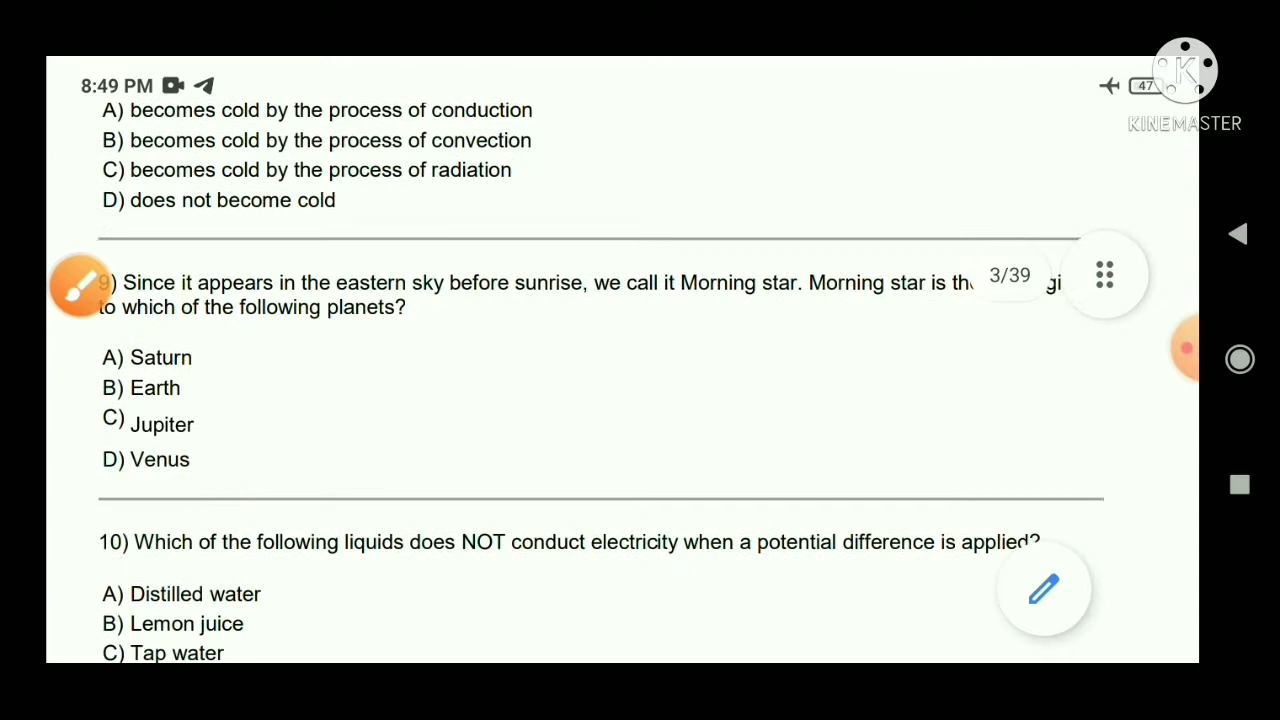 8:49 PM
47
KINEMASTER
A) becomes cold by the process of conduction
B) becomes cold by the process of convection
C) becomes cold by the process of radiation
D) does not become cold
9) Since it appears in the eastern sky before sunrise, we call it Morning star. Morning star is
3/39
to which of the following planets?
A) Saturn
B) Earth
C) Jupiter
D) Venus
10) Which of the following liquids does NOT conduct electricity when a potential difference is applied?
A) Distilled water
B) Lemon juice
C) Tap water